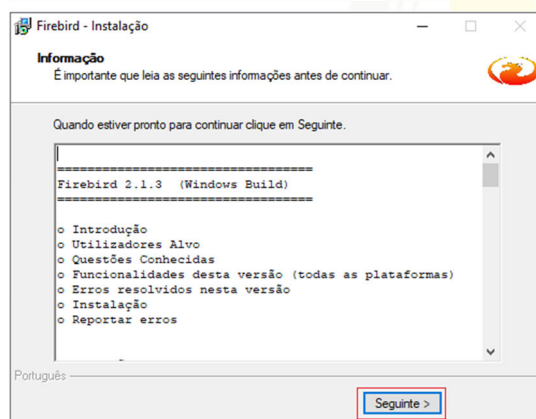 Firebird - Instalação
Informação
É importante que leia as seguintes informações antes de continuar.
Quando estiver pronto para continuar clique em Seguinte.
==================================
Firebird 2.1.3  (Windows Build)
==================================
o Introdução
o Utilizadores Alvo
o Questões Conhecidas
o Funcionalidades desta versão (todas as plataformas)
o Erros resolvidos nesta versão
o Instalação
o Reportar erros
Português
Seguinte >